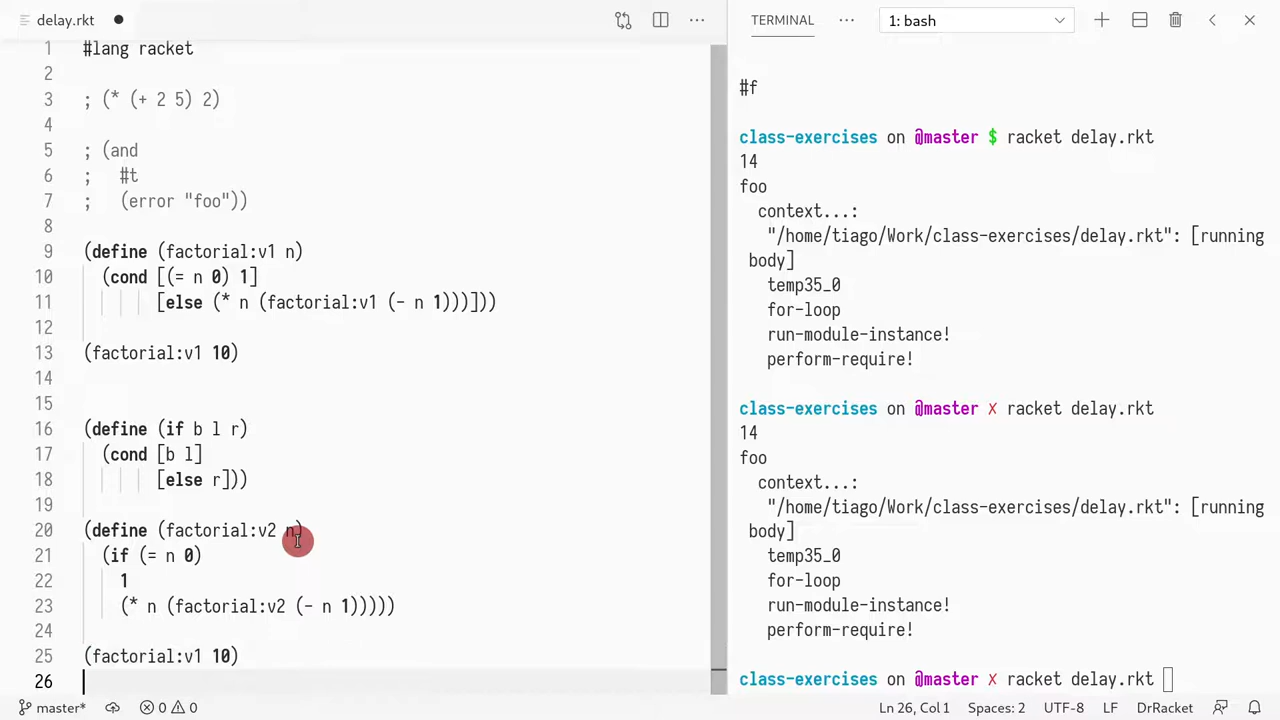 delay.rkt
1 #lang racket
2
3 ; (* (+ 2 5) 2)
4
5 ; (and
6 ;   #t
7 ;   (error "foo"))
8
9 (define (factorial:v1 n)
10   (cond [(= n 0) 1]
11         [else (* n (factorial:v1 (- n 1)))]))
12
13 (factorial:v1 10)
14
15
16 (define (if b l r)
17   (cond [b l]
18         [else r]))
19
20 (define (factorial:v2 n)
21   (if (= n 0)
22     1
23     (* n (factorial:v2 (- n 1)))))
24
25 (factorial:v1 10)
26
TERMINAL 1: bash
#f
class-exercises on @master $ racket delay.rkt
14
foo
  context...:
   "/home/tiago/Work/class-exercises/delay.rkt": [running
 body]
   temp35_0
   for-loop
   run-module-instance!
   perform-require!
class-exercises on @master X racket delay.rkt
14
foo
  context...:
   "/home/tiago/Work/class-exercises/delay.rkt": [running
 body]
   temp35_0
   for-loop
   run-module-instance!
   perform-require!
class-exercises on @master X racket delay.rkt
master* 0 0 Ln 26, Col 1 Spaces: 2 UTF-8 LF DrRacket